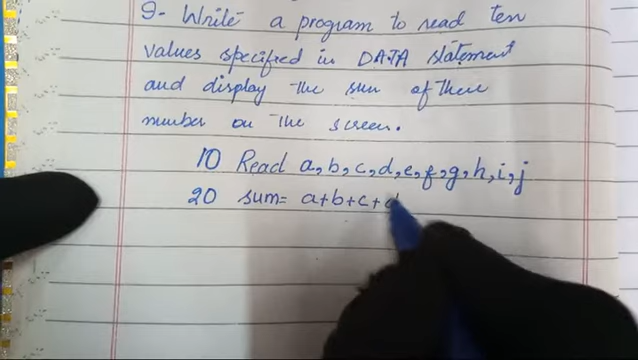 9- Write a program to read ten
values specified in DATA statement
and display the sum of these
number on the screen.
10 Read a,b,c,d,e,f,g,h,i,j
20 sum= a+b+c+d